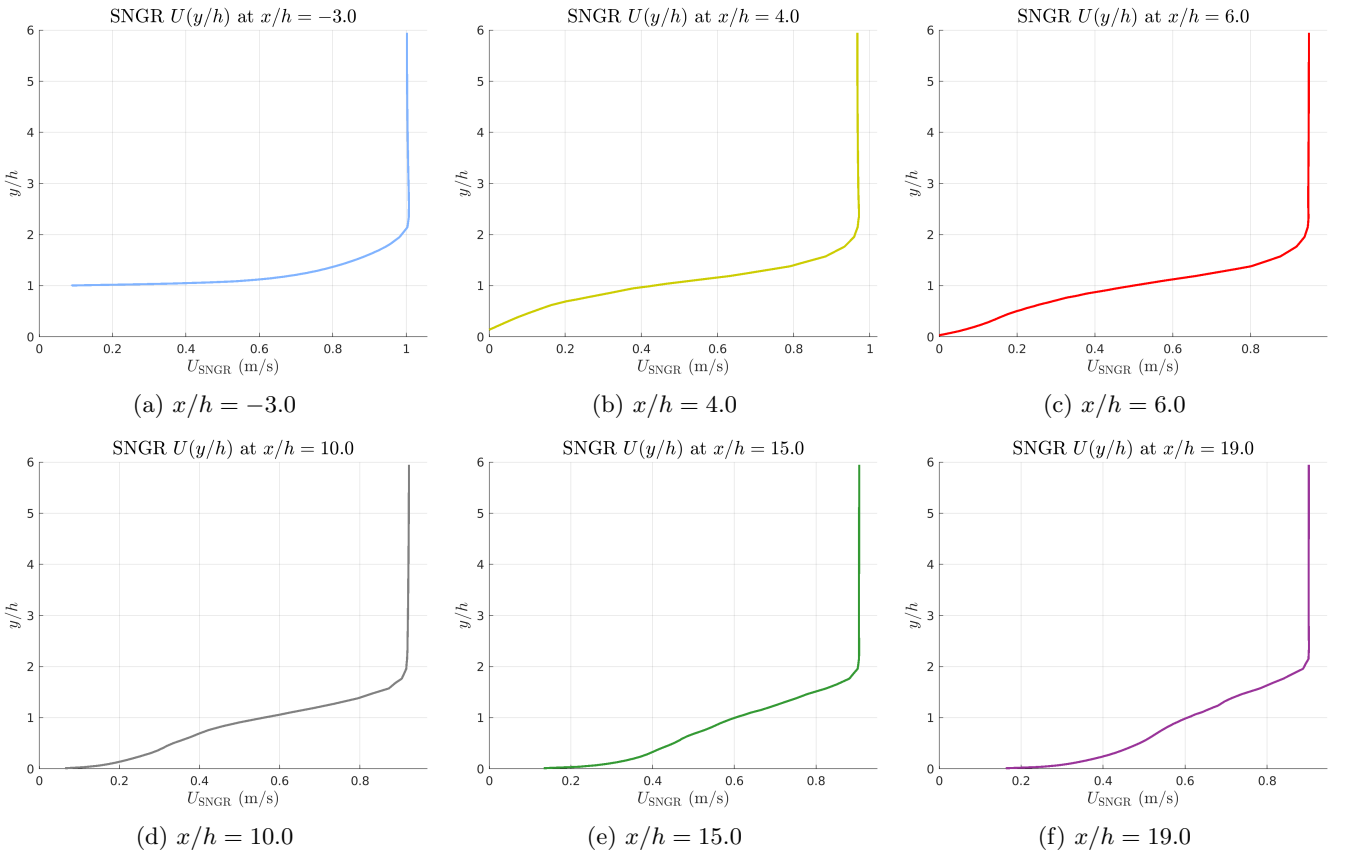 SNGR U(y/h) at x/h = −3.0
6
5
4
3
2
1
0
y/h
0 0.2 0.4 0.6 0.8 1
U_SNGR (m/s)
(a) x/h = −3.0
SNGR U(y/h) at x/h = 4.0
6
5
4
3
2
1
0
y/h
0 0.2 0.4 0.6 0.8 1
U_SNGR (m/s)
(b) x/h = 4.0
SNGR U(y/h) at x/h = 6.0
6
5
4
3
2
1
0
y/h
0 0.2 0.4 0.6 0.8
U_SNGR (m/s)
(c) x/h = 6.0
SNGR U(y/h) at x/h = 10.0
6
5
4
3
2
1
0
y/h
0 0.2 0.4 0.6 0.8
U_SNGR (m/s)
(d) x/h = 10.0
SNGR U(y/h) at x/h = 15.0
6
5
4
3
2
1
0
y/h
0 0.2 0.4 0.6 0.8
U_SNGR (m/s)
(e) x/h = 15.0
SNGR U(y/h) at x/h = 19.0
6
5
4
3
2
1
0
y/h
0 0.2 0.4 0.6 0.8
U_SNGR (m/s)
(f) x/h = 19.0